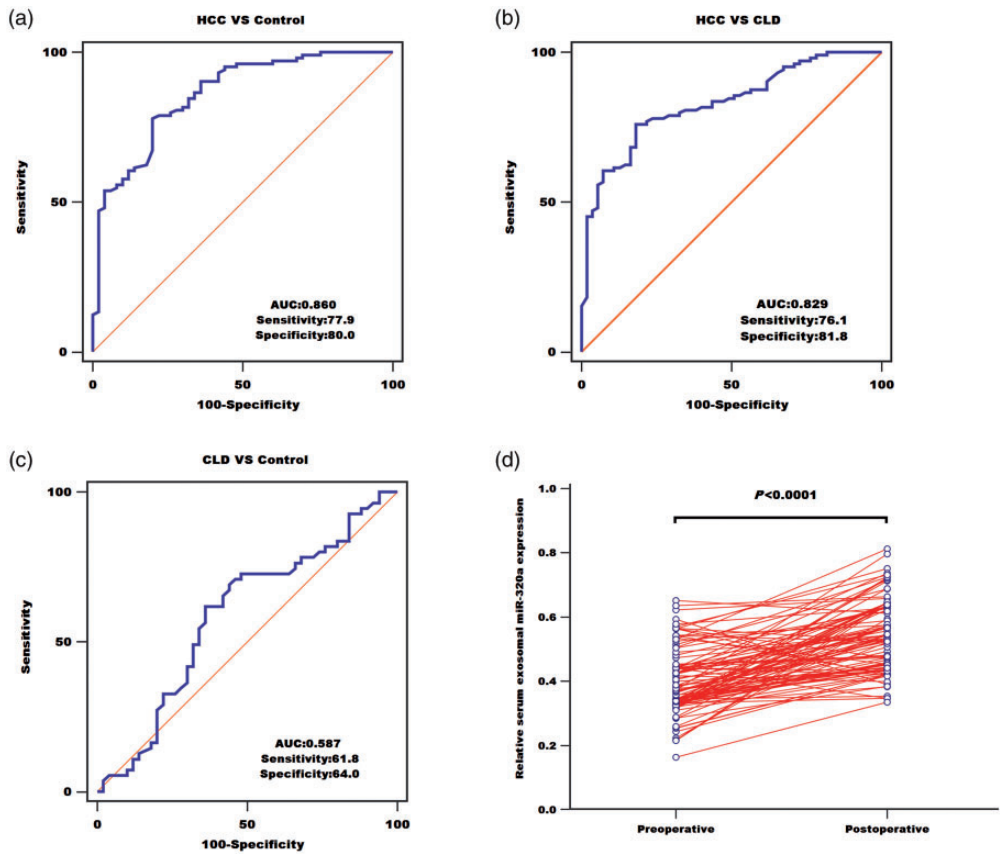 (a)
HCC VS Control
100
50
0
Sensitivity
AUC:0.860
Sensitivity:77.9
Specificity:80.0
0
50
100
100-Specificity
(b)
HCC VS CLD
100
50
0
Sensitivity
AUC:0.829
Sensitivity:76.1
Specificity:81.8
0
50
100
100-Specificity
(c)
CLD VS Control
100
50
0
Sensitivity
AUC:0.587
Sensitivity:61.8
Specificity:64.0
0
50
100
100-Specificity
(d)
P<0.0001
1.0
0.8
0.6
0.4
0.2
0.0
Relative serum exosomal miR-320a expression
Preoperative
Postoperative